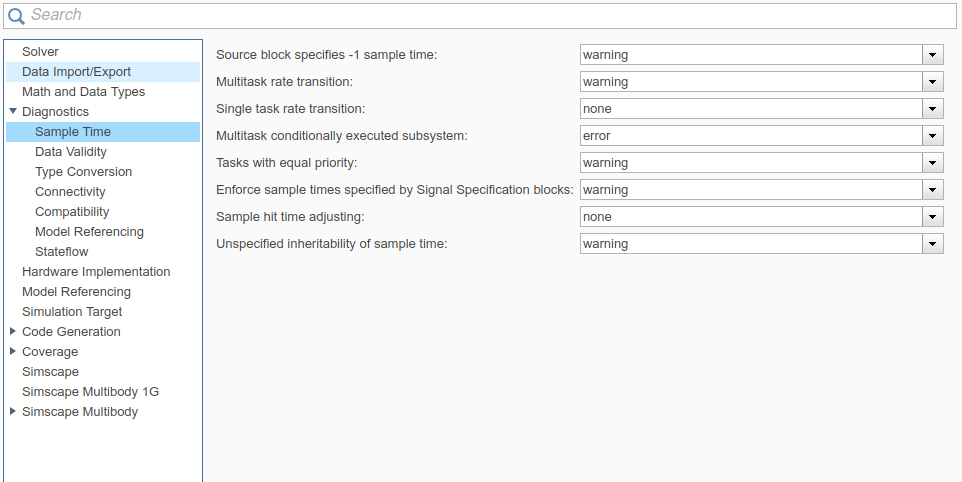 Search
Solver
Data Import/Export
Math and Data Types
Diagnostics
Sample Time
Data Validity
Type Conversion
Connectivity
Compatibility
Model Referencing
Stateflow
Hardware Implementation
Model Referencing
Simulation Target
Code Generation
Coverage
Simscape
Simscape Multibody 1G
Simscape Multibody
Source block specifies -1 sample time: warning
Multitask rate transition: warning
Single task rate transition: none
Multitask conditionally executed subsystem: error
Tasks with equal priority: warning
Enforce sample times specified by Signal Specification blocks: warning
Sample hit time adjusting: none
Unspecified inheritability of sample time: warning